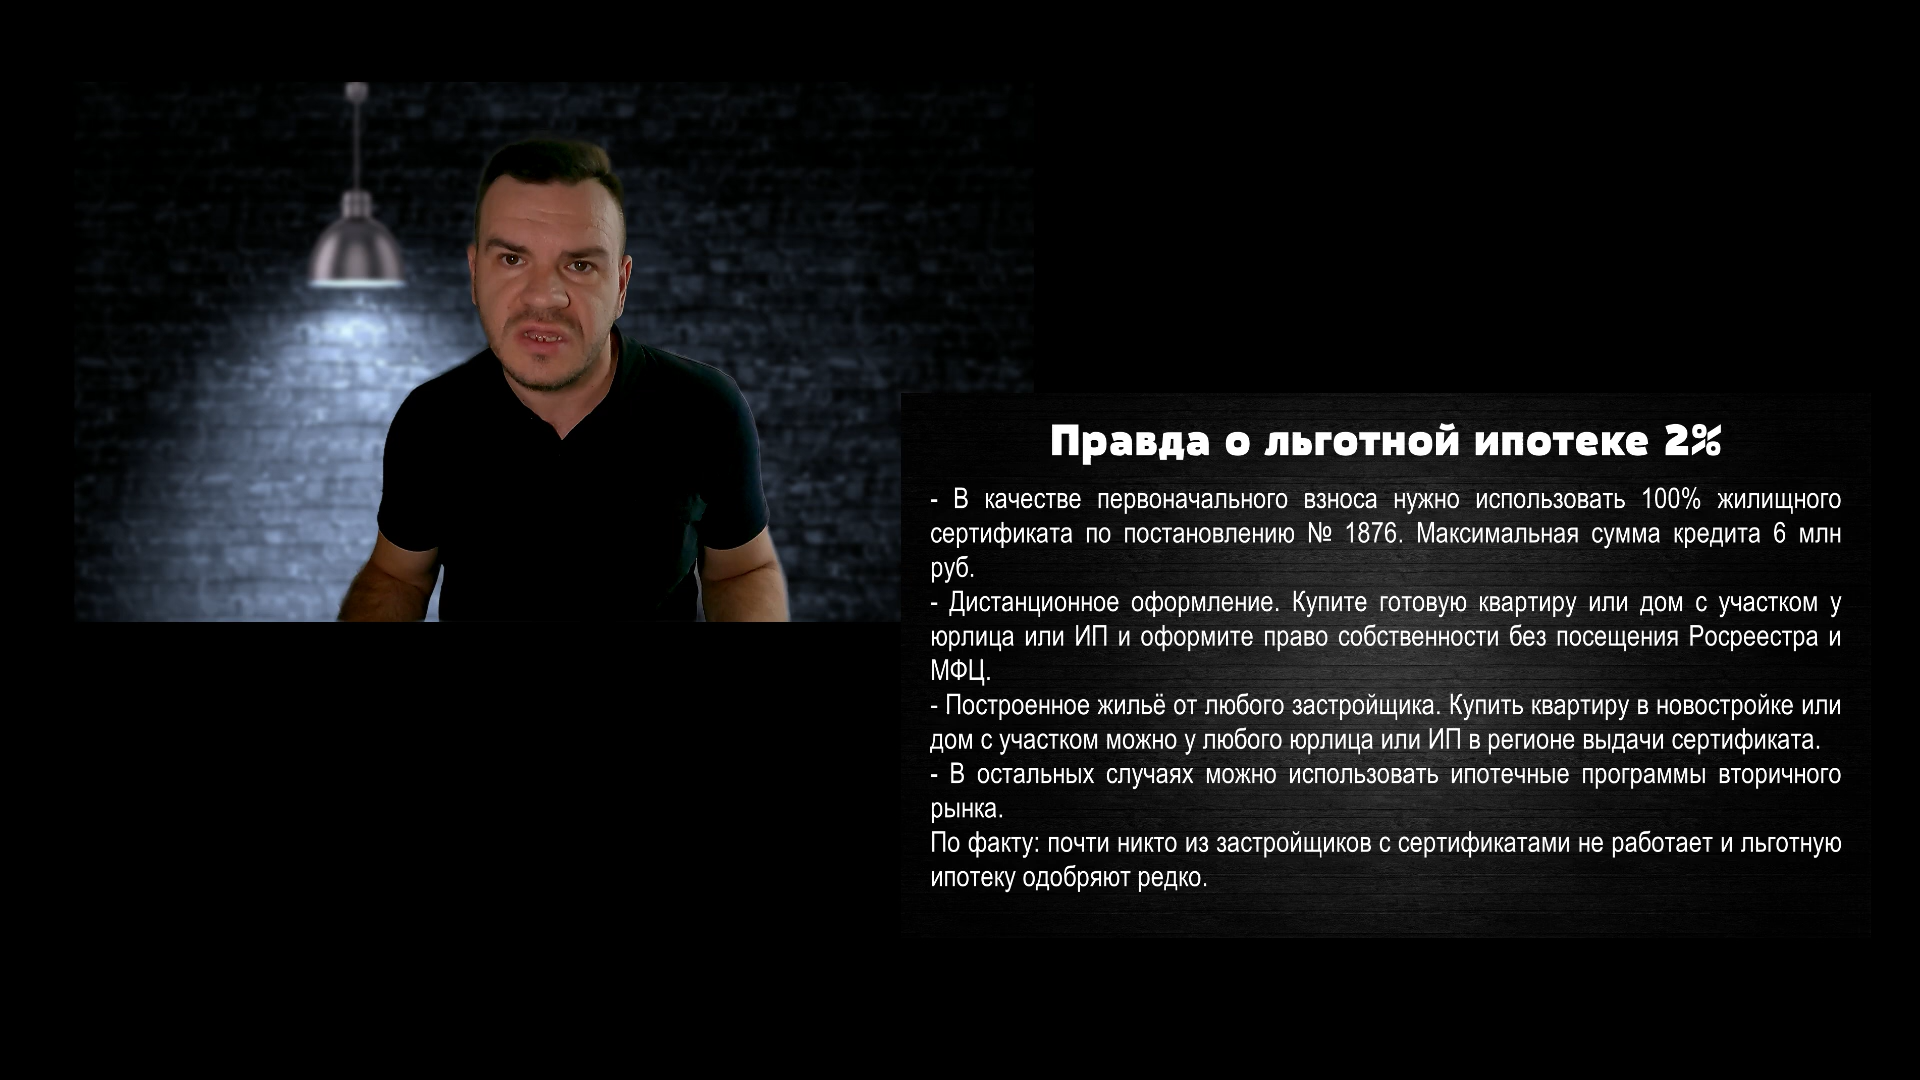 Правда о льготной ипотеке 2%
- В качестве первоначального взноса нужно использовать 100% жилищного
сертификата по постановлению № 1876. Максимальная сумма кредита 6 млн
руб.
- Дистанционное оформление. Купите готовую квартиру или дом с участком у
юрлица или ИП и оформите право собственности без посещения Росреестра и
МФЦ.
- Построенное жильё от любого застройщика. Купить квартиру в новостройке или
дом с участком можно у любого юрлица или ИП в регионе выдачи сертификата.
- В остальных случаях можно использовать ипотечные программы вторичного
рынка.
По факту: почти никто из застройщиков с сертификатами не работает и льготную
ипотеку одобряют редко.